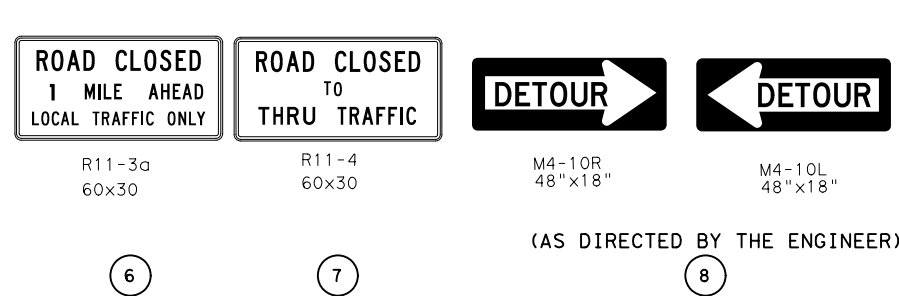 ROAD CLOSED
1 MILE AHEAD
LOCAL TRAFFIC ONLY
R11-3a
60x30
6
ROAD CLOSED
TO
THRU TRAFFIC
R11-4
60x30
7
DETOUR
M4-10R
48"x18"
DETOUR
M4-10L
48"x18"
(AS DIRECTED BY THE ENGINEER)
8